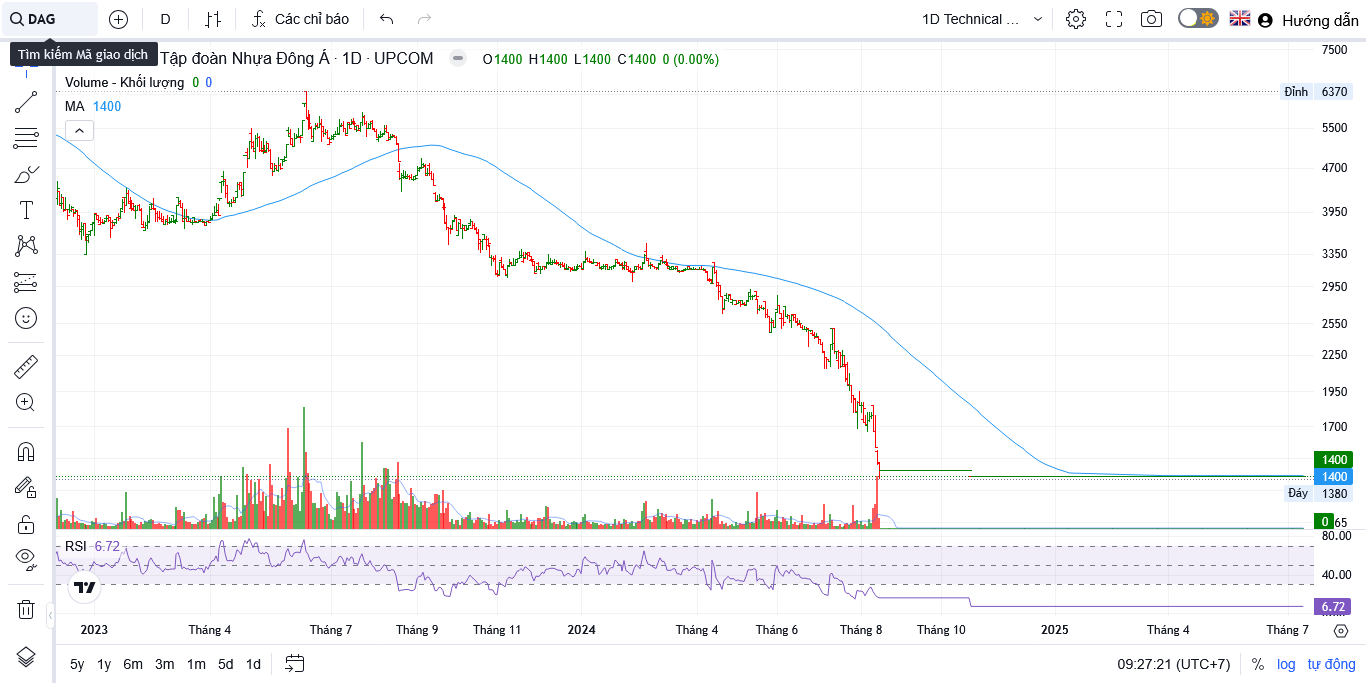 DAG
D
Các chỉ báo
1D Technical ...
Hướng dẫn
Tìm kiếm Mã giao dịch
Tập đoàn Nhựa Đông Á · 1D · UPCOM
O1400 H1400 L1400 C1400 0 (0.00%)
Volume - Khối lượng 0 0
MA 1400
7500
Đỉnh 6370
5500
4700
3950
3350
2950
2550
2250
1950
1700
1400
1400
Đáy 1380
0
65
RSI 6.72
80.00
40.00
6.72
2023 Tháng 4 Tháng 7 Tháng 9 Tháng 11 2024 Tháng 4 Tháng 6 Tháng 8 Tháng 10 2025 Tháng 4 Tháng 7
5y 1y 6m 3m 1m 5d 1d
09:27:21 (UTC+7) % log tự động